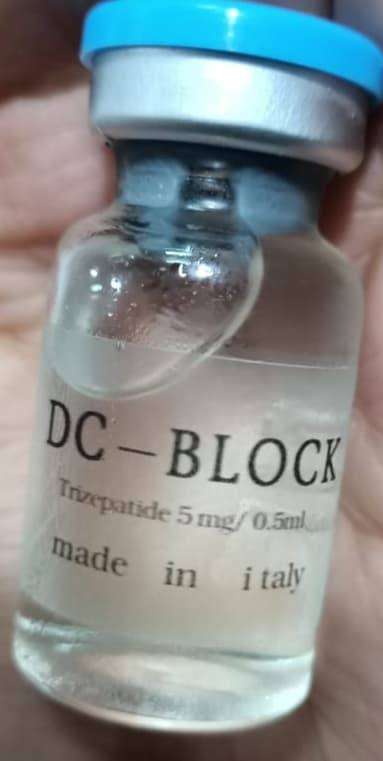 DC-BLOCK
Trizepatide 5 mg/ 0.5ml
made in i taly